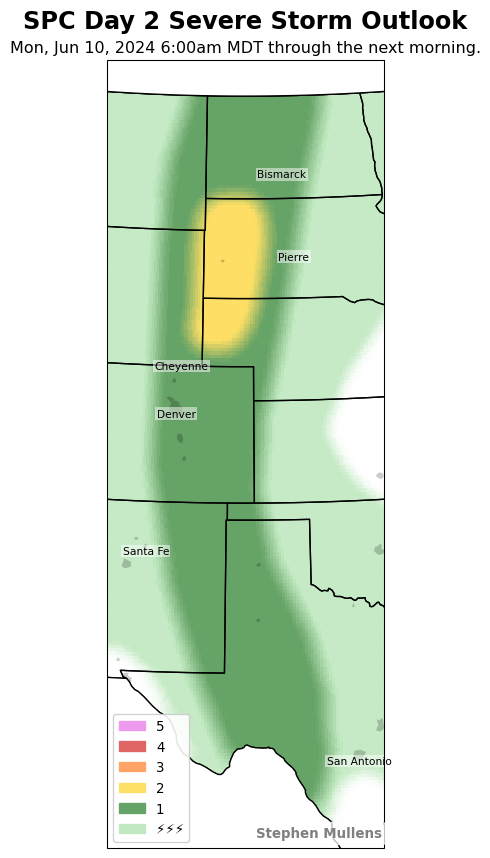 SPC Day 2 Severe Storm Outlook
Mon, Jun 10, 2024 6:00am MDT through the next morning.
Bismarck
Pierre
Cheyenne
Denver
Santa Fe
San Antonio
5
4
3
2
1
⚡⚡⚡
Stephen Mullens